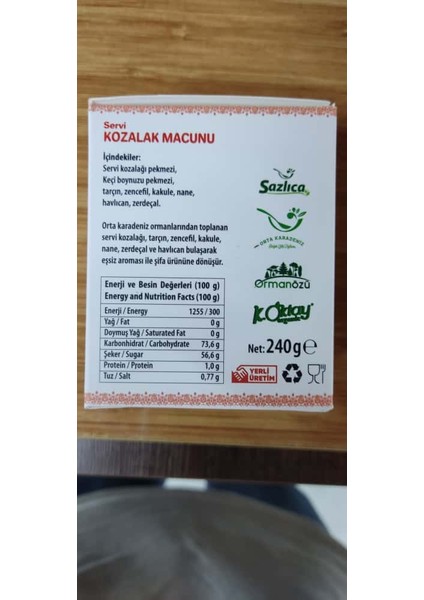 Servi
KOZALAK MACUNU
İçindekiler:
Servi kozalağı pekmezi,
Keçi boynuzu pekmezi,
tarçın, zencefil, kakule, nane,
havlıcan, zerdeçal.
Orta karadeniz ormanlarından toplanan
servi kozalağı, tarçın, zencefil, kakule,
nane, zerdeçal ve havlıcan bulaşarak
eşsiz aroması ile şifa ürününe dönüşür.
Enerji ve Besin Değerleri (100 g)
Energy and Nutrition Facts (100 g)
Enerji / Energy 1255 / 300
Yağ / Fat 0 g
Doymuş Yağ / Saturated Fat 0 g
Karbonhidrat / Carbohydrate 73,6 g
Şeker / Sugar 56,6 g
Protein / Protein 1,0 g
Tuz / Salt 0,77 g
Sazlıca
ORTA KARADENİZ
ormanözü
Net: 240g e
YERLİ
ÜRETİM